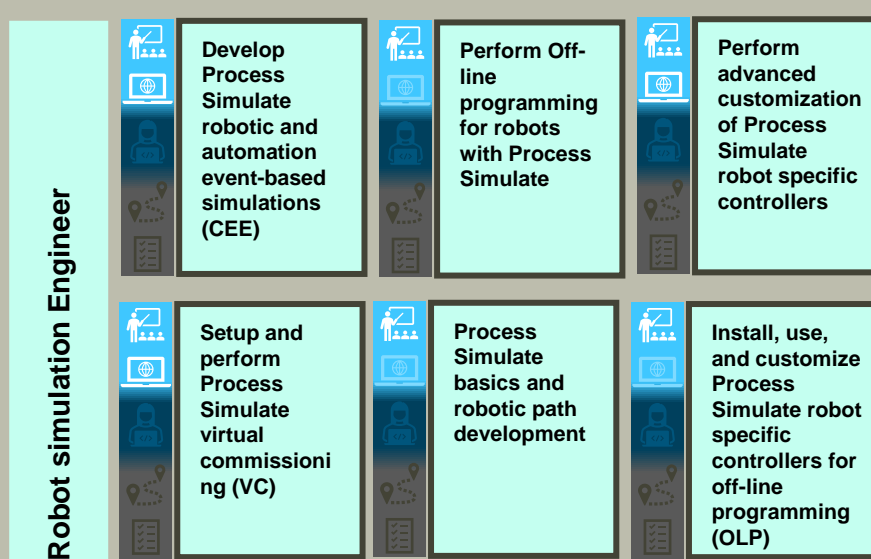 Robot simulation Engineer
Develop
Process
Simulate
robotic and
automation
event-based
simulations
(CEE)
Perform Off-
line
programming
for robots
with Process
Simulate
Perform
advanced
customization
of Process
Simulate
robot specific
controllers
Setup and
perform
Process
Simulate
virtual
commissioni
ng (VC)
Process
Simulate
basics and
robotic path
development
Install, use,
and customize
Process
Simulate robot
specific
controllers for
off-line
programming
(OLP)